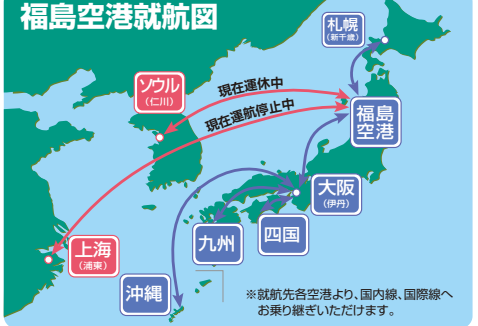 福島空港就航図
札幌
(新千歳)
ソウル
(仁川)
現在運休中
現在運航停止中
福島
空港
大阪
(伊丹)
四国
九州
上海
(浦東)
沖縄
※就航先各空港より、国内線、国際線へ
お乗り継ぎいただけます。